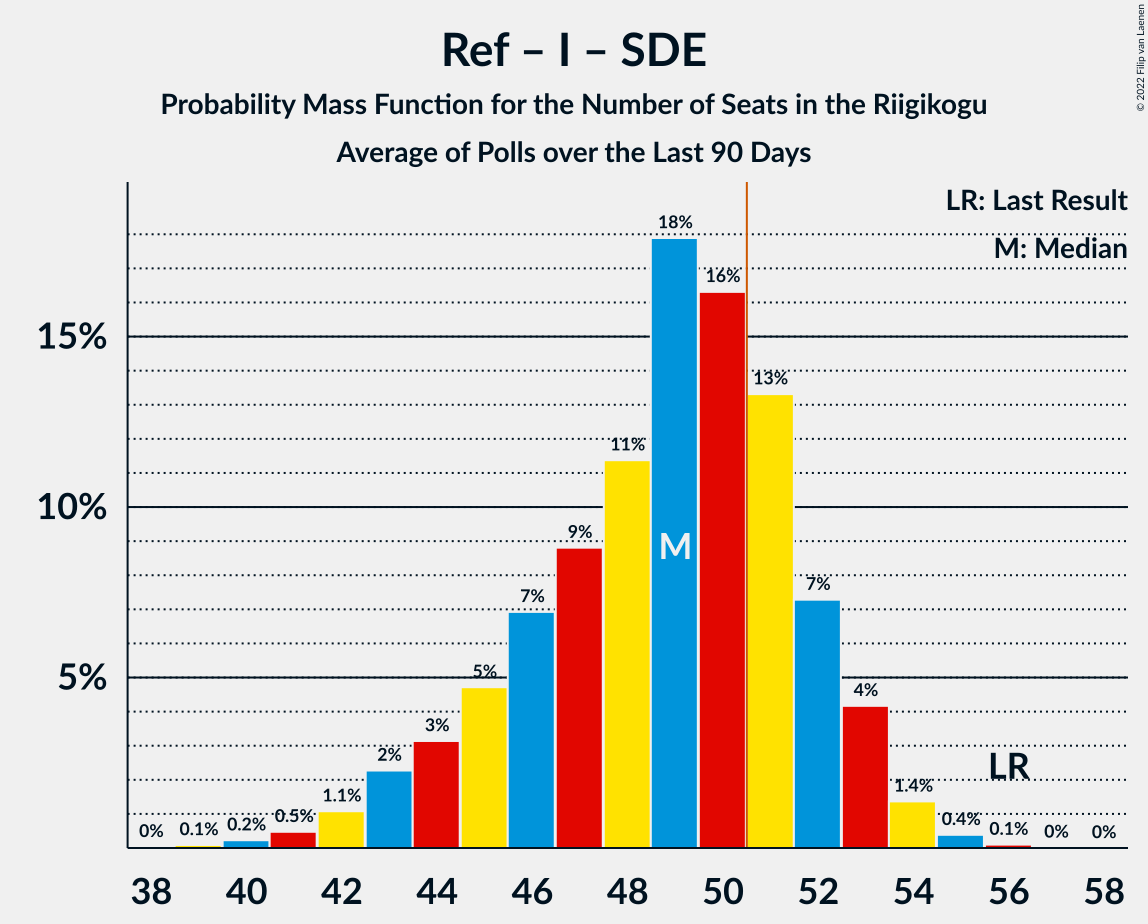 Ref – I – SDE
Probability Mass Function for the Number of Seats in the Riigikogu
Average of Polls over the Last 90 Days
© 2022 Filip van Laenen
LR: Last Result
M: Median
15%
10%
5%
0%
0.1%
0.2%
0.5%
1.1%
2%
3%
5%
7%
9%
11%
18%
16%
13%
7%
4%
1.4%
0.4%
0.1%
0%
0%
M
LR
38 40 42 44 46 48 50 52 54 56 58